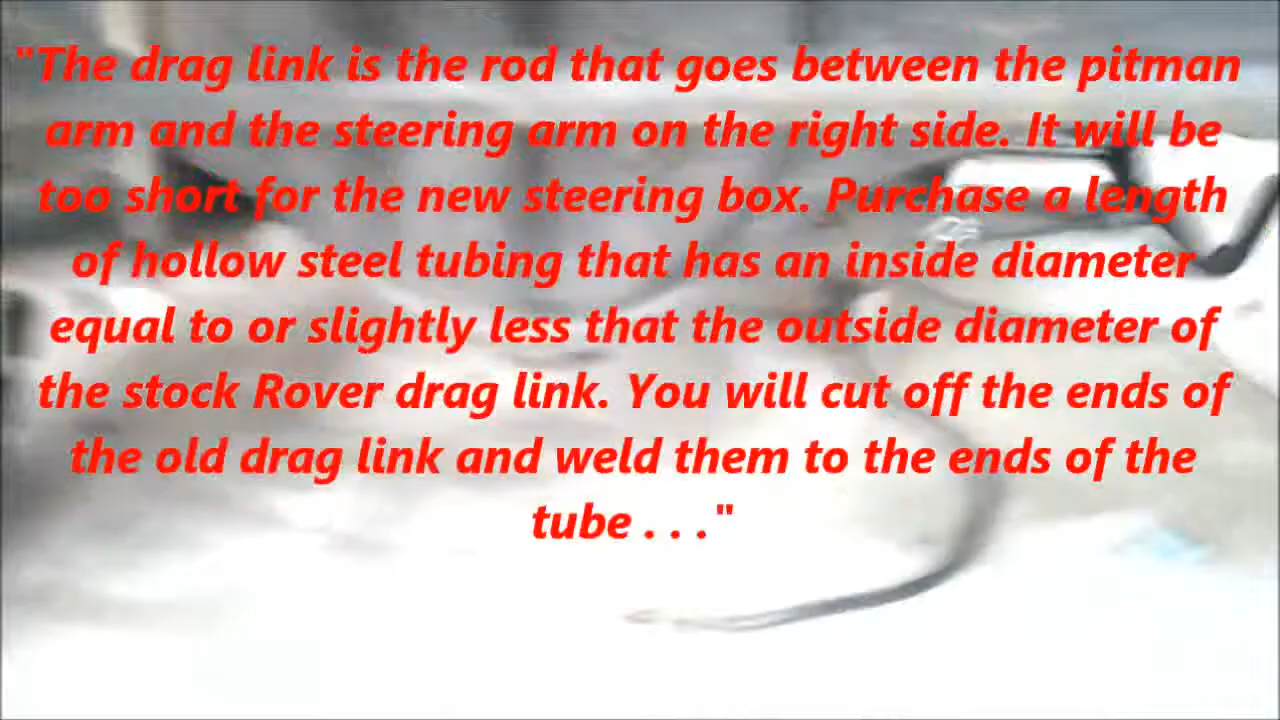 "The drag link is the rod that goes between the pitman
arm and the steering arm on the right side. It will be
too short for the new steering box. Purchase a length
of hollow steel tubing that has an inside diameter
equal to or slightly less that the outside diameter of
the stock Rover drag link. You will cut off the ends of
the old drag link and weld them to the ends of the
tube . . ."